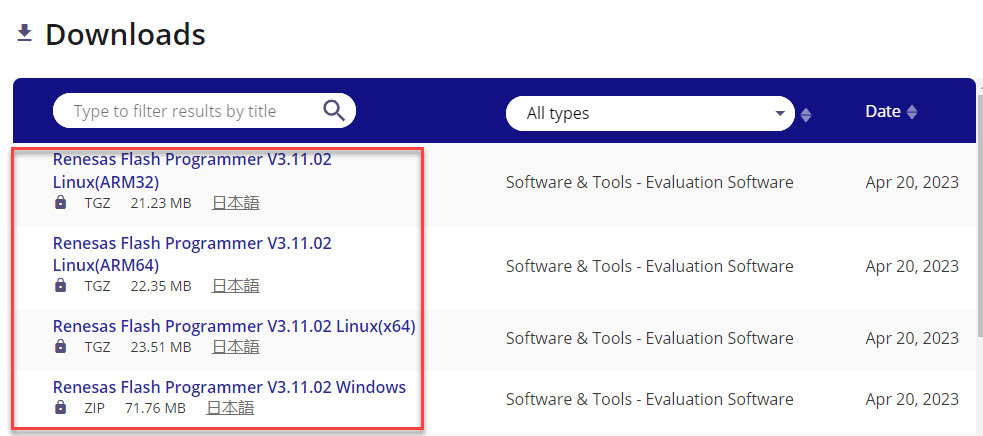 Downloads
Type to filter results by title All types Date
Renesas Flash Programmer V3.11.02
Linux(ARM32)
Software & Tools - Evaluation Software Apr 20, 2023
TGZ 21.23 MB 日本語
Renesas Flash Programmer V3.11.02
Linux(ARM64)
Software & Tools - Evaluation Software Apr 20, 2023
TGZ 22.35 MB 日本語
Renesas Flash Programmer V3.11.02 Linux(x64)
Software & Tools - Evaluation Software Apr 20, 2023
TGZ 23.51 MB 日本語
Renesas Flash Programmer V3.11.02 Windows
Software & Tools - Evaluation Software Apr 20, 2023
ZIP 71.76 MB 日本語